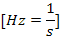 [Hz = 1/s]